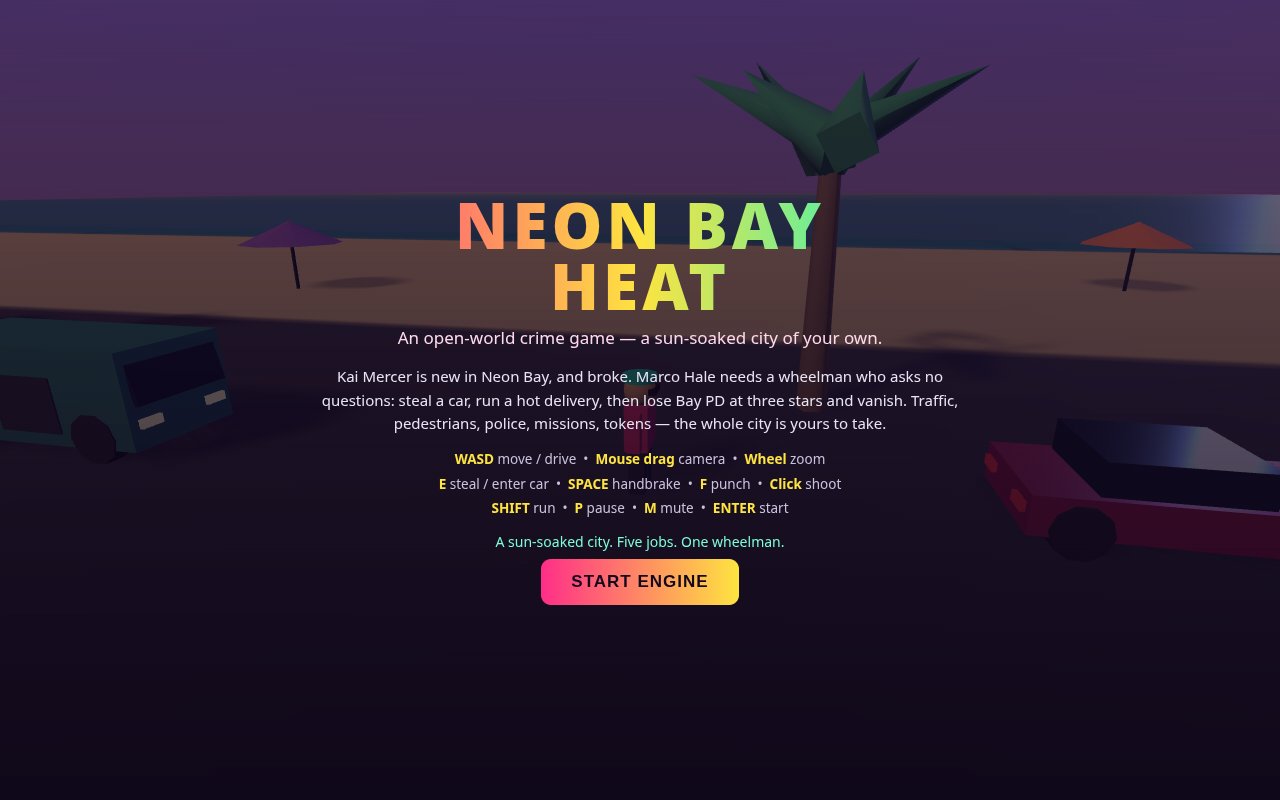 NEON BAY
HEAT
An open-world crime game — a sun-soaked city of your own.
Kai Mercer is new in Neon Bay, and broke. Marco Hale needs a wheelman who asks no
questions: steal a car, run a hot delivery, then lose Bay PD at three stars and vanish. Traffic,
pedestrians, police, missions, tokens — the whole city is yours to take.
WASD move / drive • Mouse drag camera • Wheel zoom
E steal / enter car • SPACE handbrake • F punch • Click shoot
SHIFT run • P pause • M mute • ENTER start
A sun-soaked city. Five jobs. One wheelman.
START ENGINE